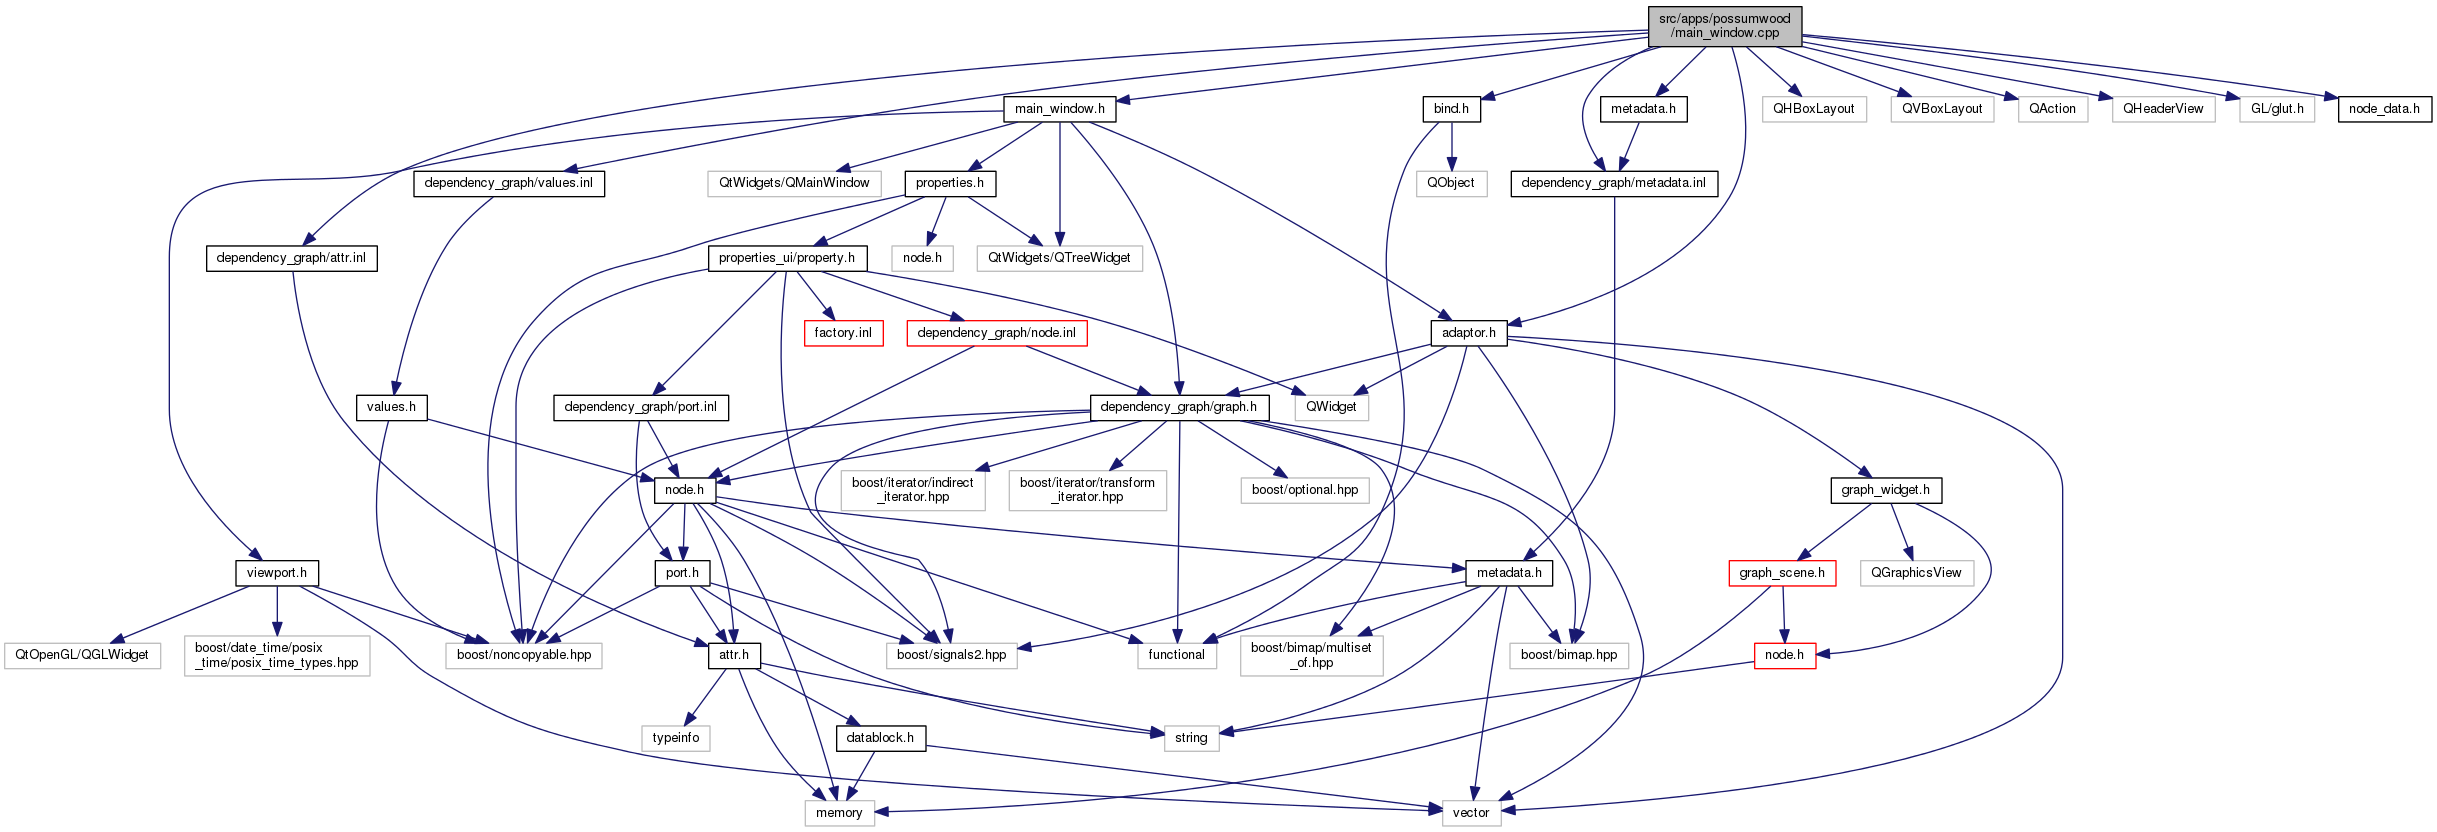 src/apps/possumwood
/main_window.cpp
main_window.h
bind.h
metadata.h
QHBoxLayout
QVBoxLayout
QAction
QHeaderView
GL/glut.h
node_data.h
dependency_graph/values.inl
QtWidgets/QMainWindow
properties.h
QObject
dependency_graph/metadata.inl
dependency_graph/attr.inl
properties_ui/property.h
node.h
QtWidgets/QTreeWidget
factory.inl
dependency_graph/node.inl
adaptor.h
values.h
dependency_graph/port.inl
dependency_graph/graph.h
QWidget
node.h
boost/iterator/indirect
_iterator.hpp
boost/iterator/transform
_iterator.hpp
boost/optional.hpp
graph_widget.h
viewport.h
port.h
metadata.h
graph_scene.h
QGraphicsView
QtOpenGL/QGLWidget
boost/date_time/posix
_time/posix_time_types.hpp
boost/noncopyable.hpp
attr.h
boost/signals2.hpp
functional
boost/bimap/multiset
_of.hpp
boost/bimap.hpp
node.h
typeinfo
datablock.h
string
memory
vector